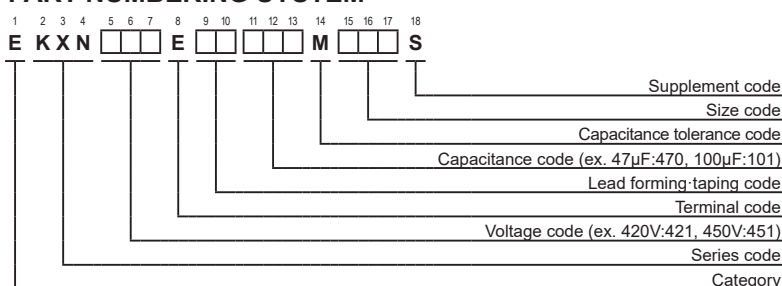 PART NUMBERING SYSTEM
1 2 3 4 5 6 7 8 9 10 11 12 13 14 15 16 17 18
E K X N □□□ E □□ □□□ M □□□ S
Supplement code
Size code
Capacitance tolerance code
Capacitance code (ex. 47µF:470, 100µF:101)
Lead forming·taping code
Terminal code
Voltage code (ex. 420V:421, 450V:451)
Series code
Category